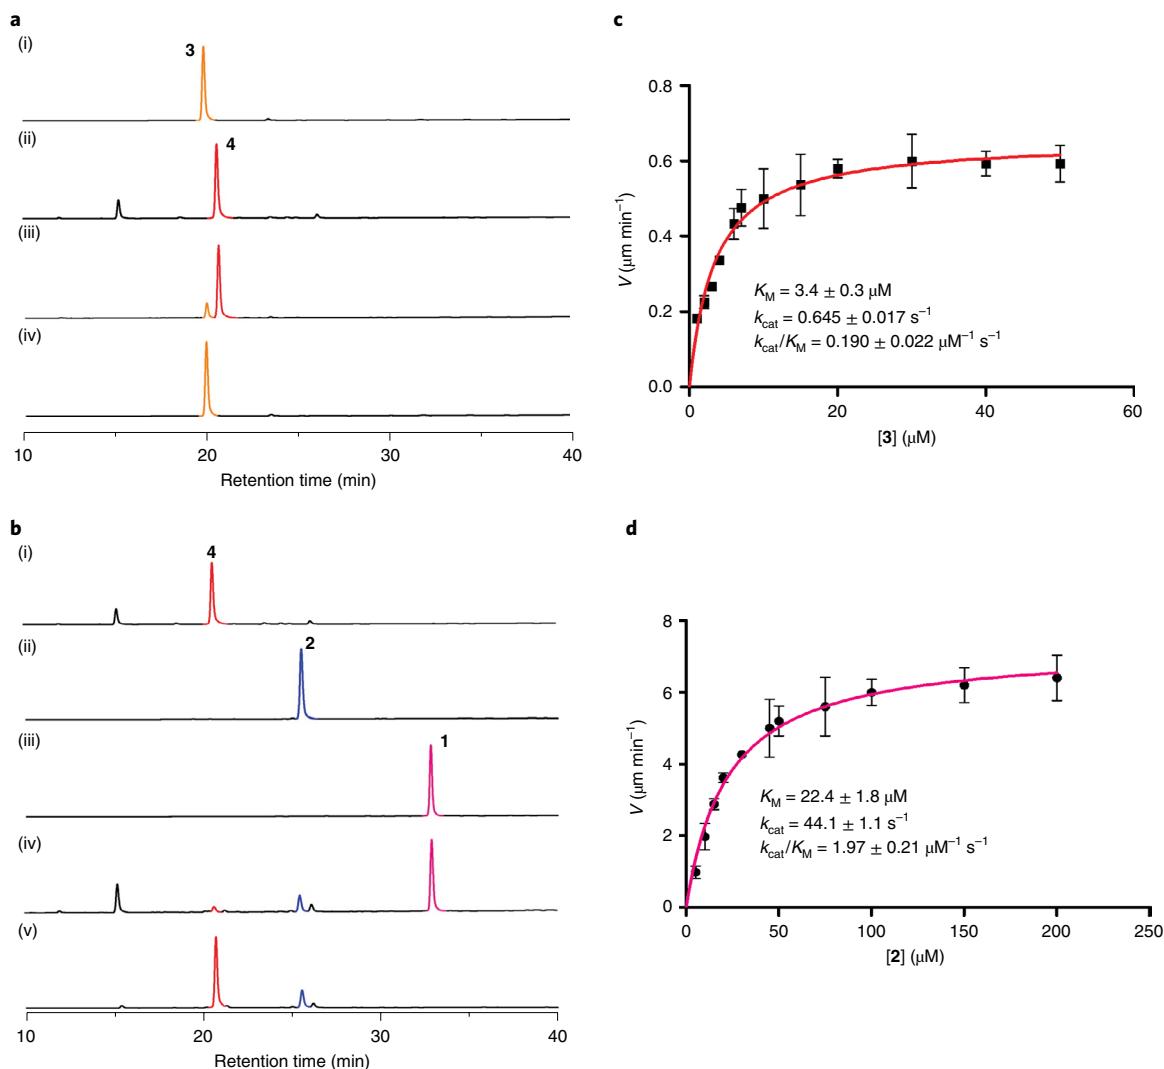 a
(i)
3
(ii)
4
(iii)
(iv)
10 20 30 40
Retention time (min)
b
(i)
4
(ii)
2
(iii)
1
(iv)
(v)
10 20 30 40
Retention time (min)
c
0.8
0.6
0.4
0.2
0.0
V (μm min⁻¹)
K_M = 3.4 ± 0.3 μM
k_cat = 0.645 ± 0.017 s⁻¹
k_cat/K_M = 0.190 ± 0.022 μM⁻¹ s⁻¹
0 20 40 60
[3] (μM)
d
8
6
4
2
0
V (μm min⁻¹)
K_M = 22.4 ± 1.8 μM
k_cat = 44.1 ± 1.1 s⁻¹
k_cat/K_M = 1.97 ± 0.21 μM⁻¹ s⁻¹
0 50 100 150 200 250
[2] (μM)